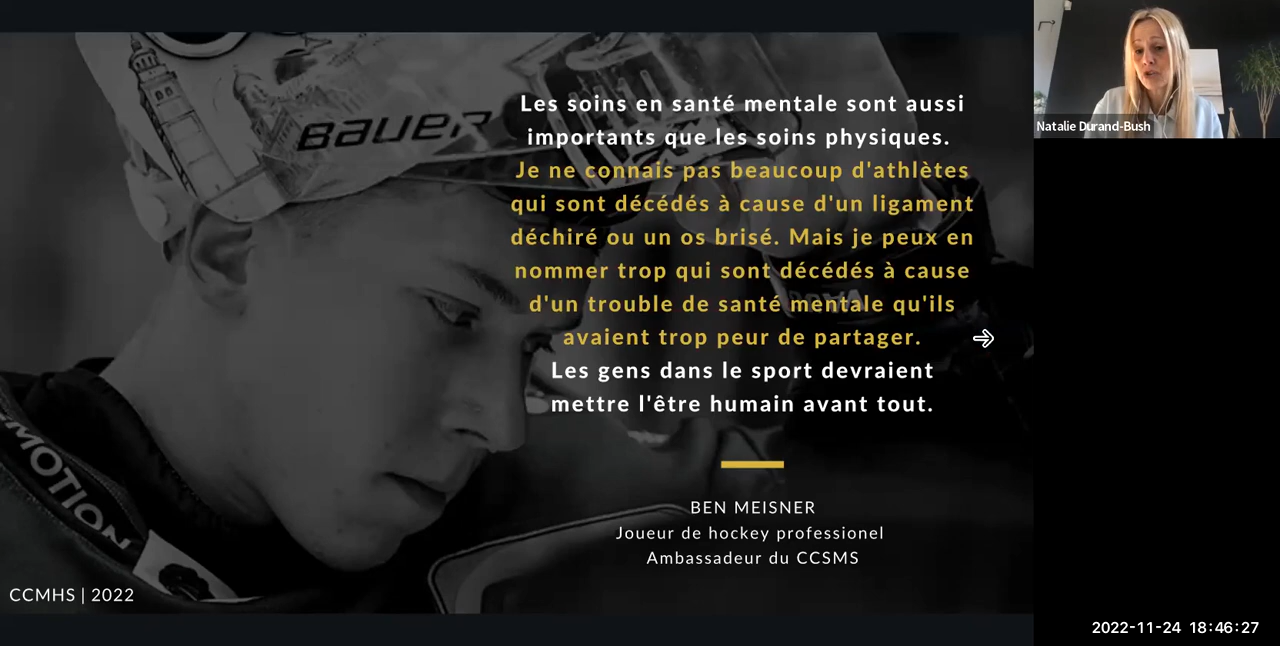 Bauer
Les soins en santé mentale sont aussi
importants que les soins physiques.
Je ne connais pas beaucoup d'athlètes
qui sont décédés à cause d'un ligament
déchiré ou un os brisé. Mais je peux en
nommer trop qui sont décédés à cause
d'un trouble de santé mentale qu'ils
avaient trop peur de partager.
Les gens dans le sport devraient
mettre l'être humain avant tout.
BEN MEISNER
Joueur de hockey professionel
Ambassadeur du CCSMS
MOTION
CCMHS | 2022
Natalie Durand-Bush
2022-11-24 18:46:27